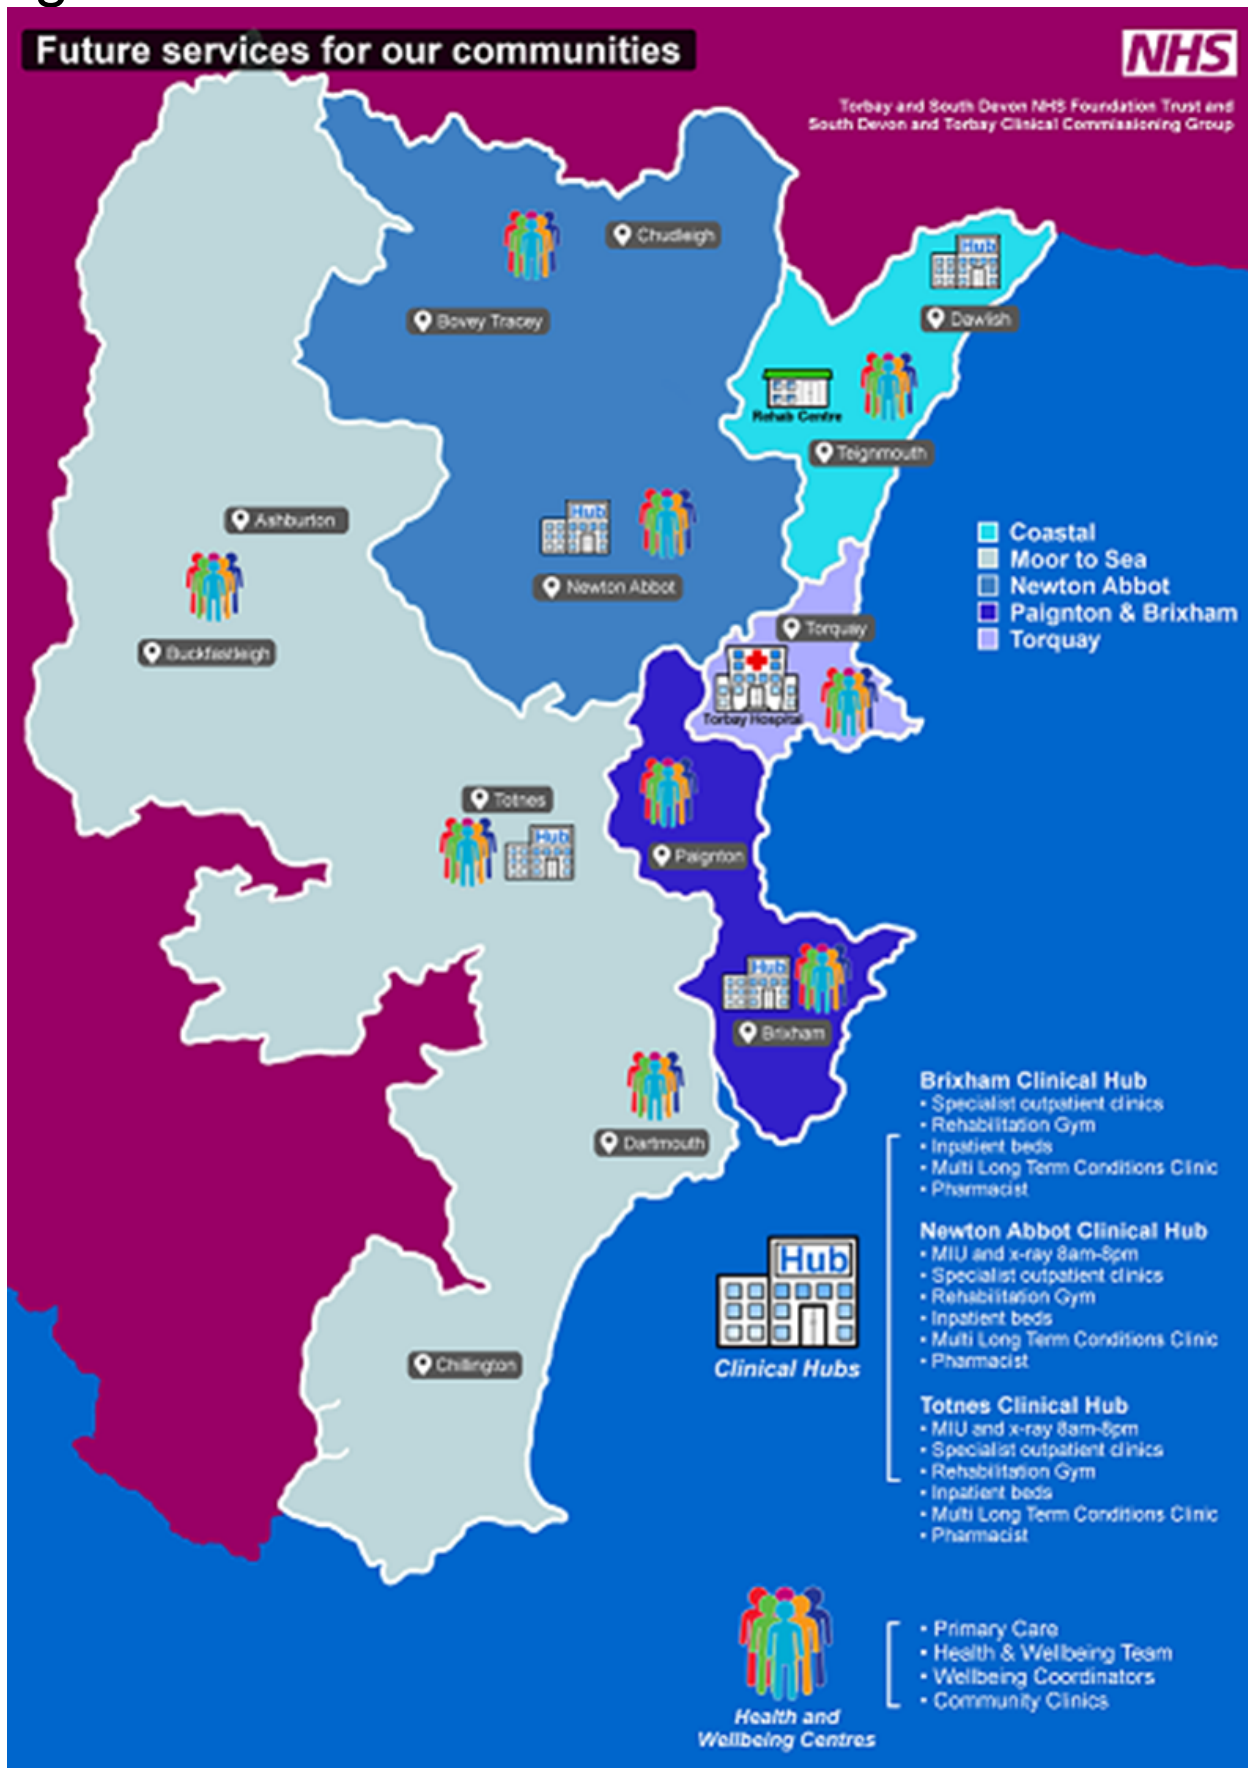 Future services for our communities
NHS
Torbay and South Devon NHS Foundation Trust and
South Devon and Torbay Clinical Commissioning Group
Chudleigh
Hub
Bovey Tracey
Dawlish
Rehab Centre
Teignmouth
Ashburton
Hub
Newton Abbot
Buckfastleigh
Coastal
Moor to Sea
Newton Abbot
Paignton & Brixham
Torquay
Torquay
Torbay Hospital
Totnes
Hub
Paignton
Hub
Brixham
Dartmouth
Chillington
Hub
Clinical Hubs
Brixham Clinical Hub
• Specialist outpatient clinics
• Rehabilitation Gym
• Inpatient beds
• Multi Long Term Conditions Clinic
• Pharmacist
Newton Abbot Clinical Hub
• MIU and x-ray 8am-8pm
• Specialist outpatient clinics
• Rehabilitation Gym
• Inpatient beds
• Multi Long Term Conditions Clinic
• Pharmacist
Totnes Clinical Hub
• MIU and x-ray 8am-8pm
• Specialist outpatient clinics
• Rehabilitation Gym
• Inpatient beds
• Multi Long Term Conditions Clinic
• Pharmacist
Health and
Wellbeing Centres
• Primary Care
• Health & Wellbeing Team
• Wellbeing Coordinators
• Community Clinics